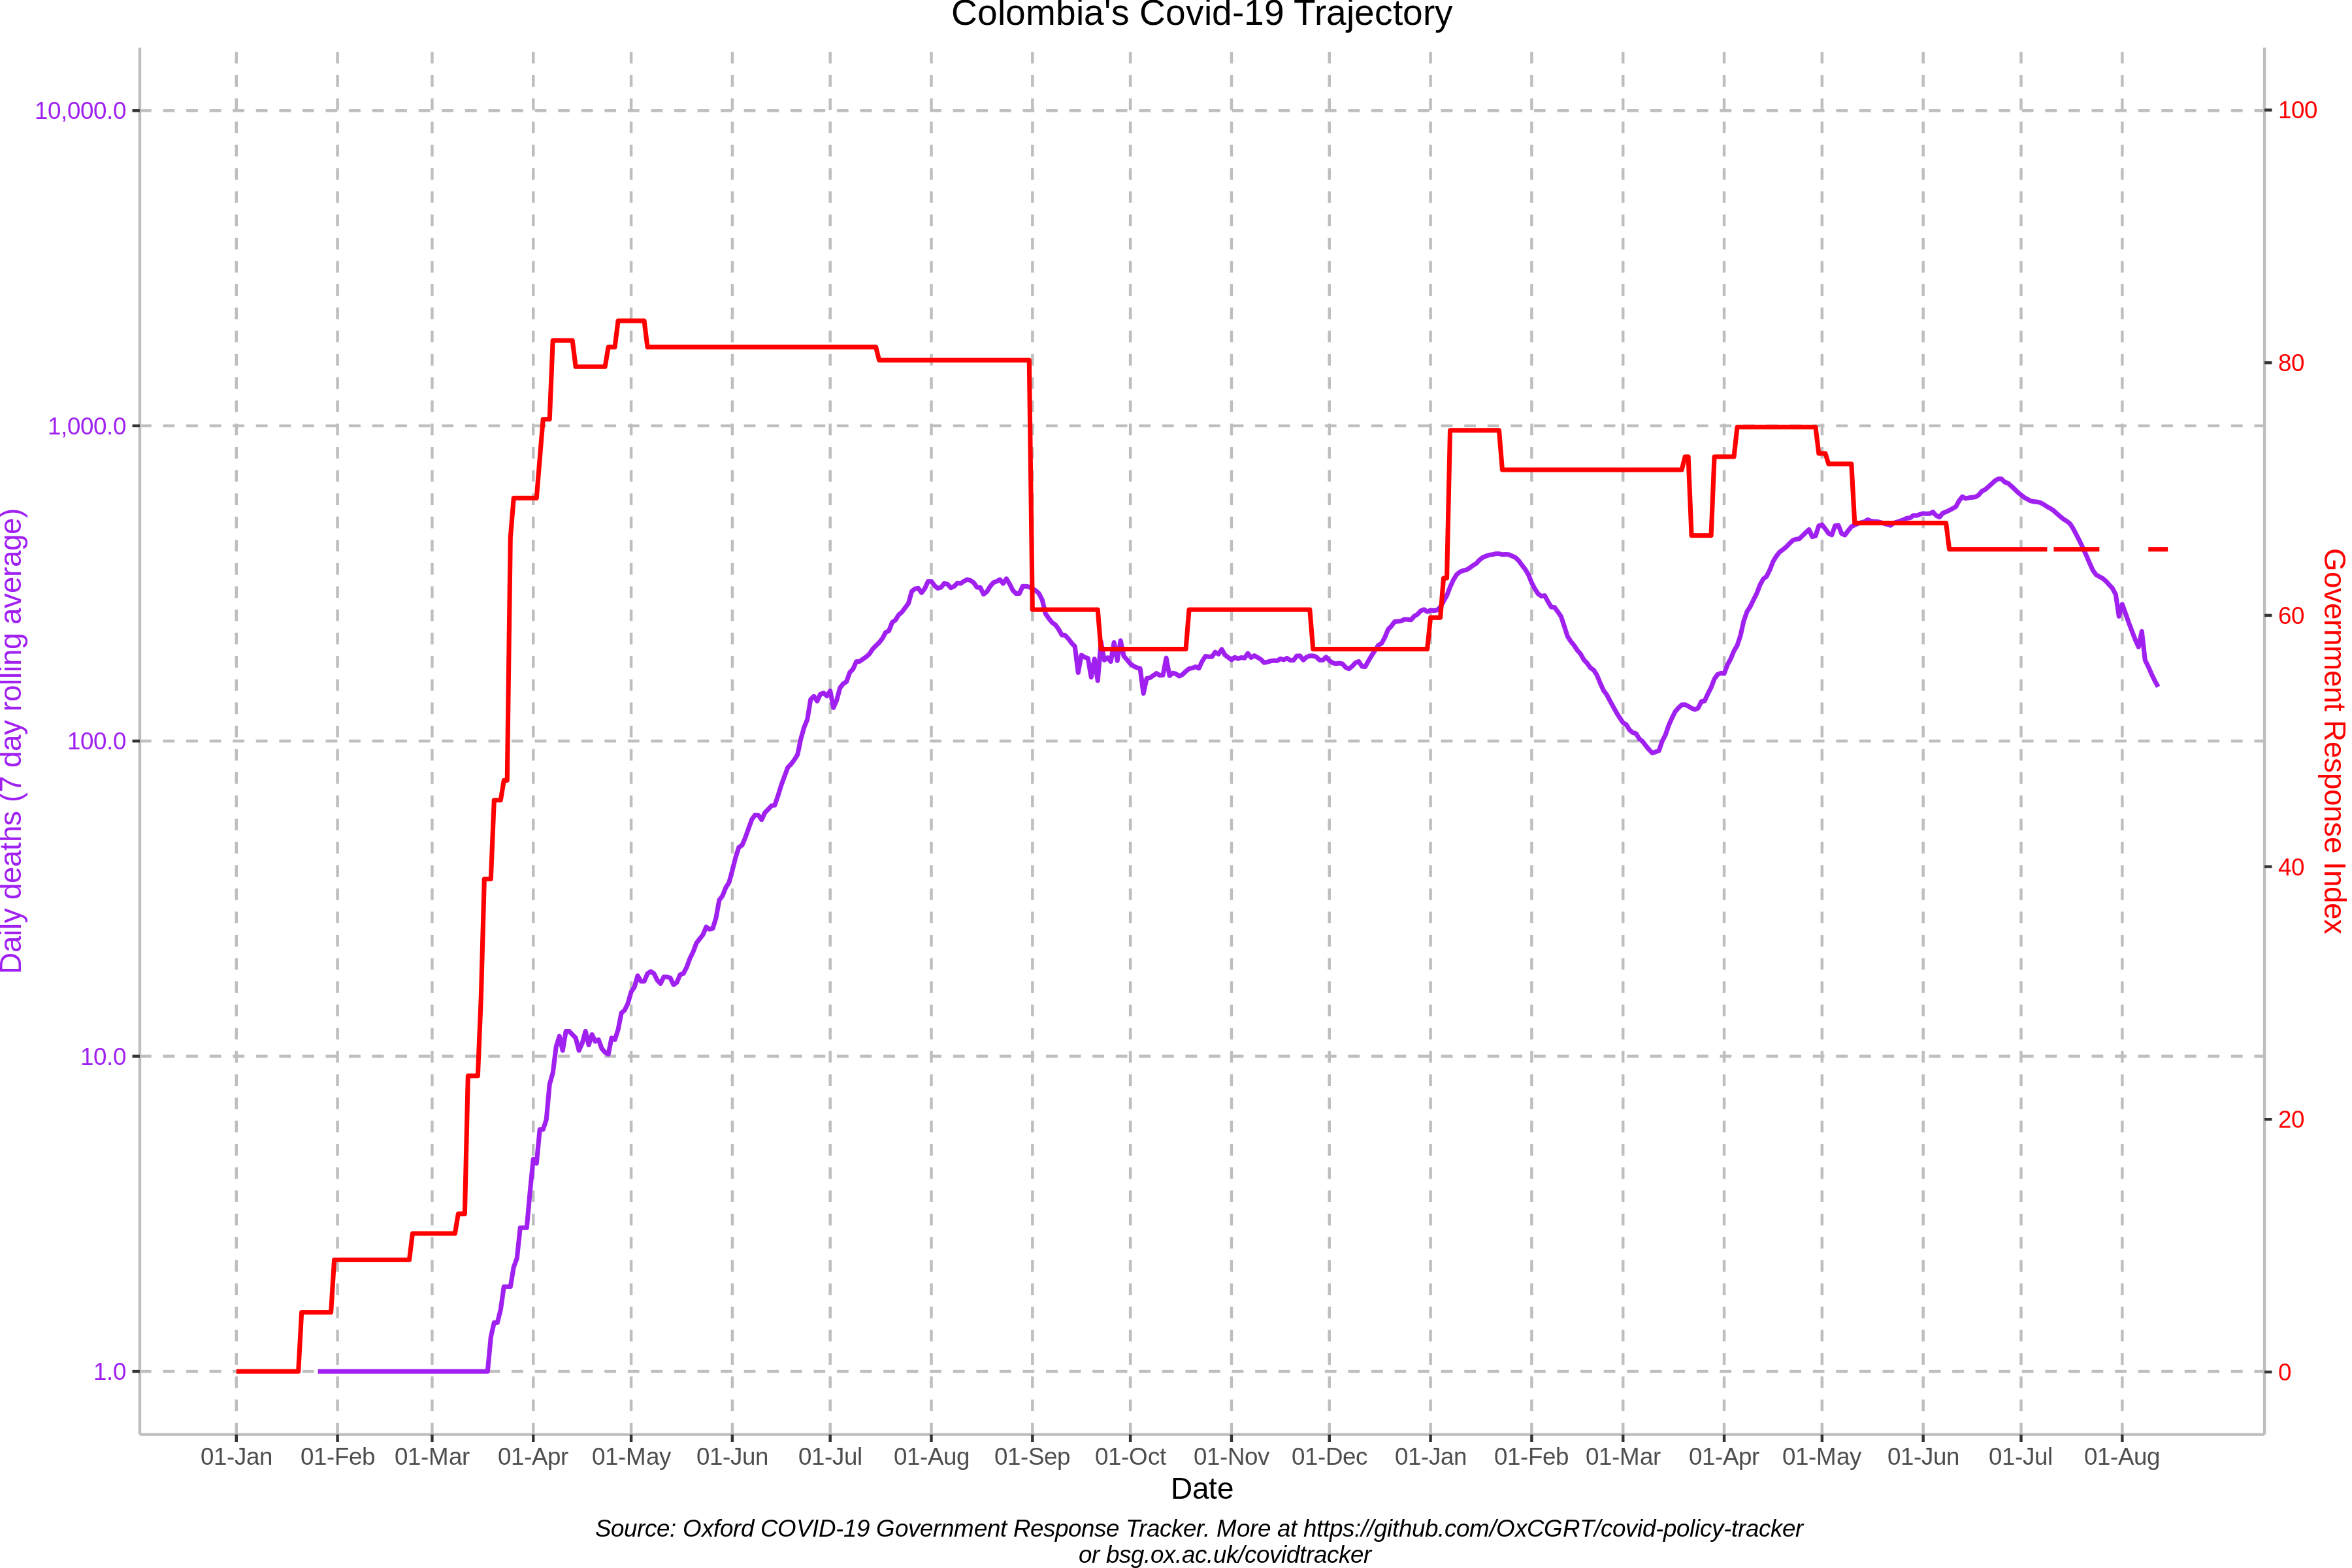 Colombia's Covid-19 Trajectory
10,000.0
1,000.0
100.0
10.0
1.0
Daily deaths (7 day rolling average)
100
80
60
40
20
0
Government Response Index
01-Jan 01-Feb 01-Mar 01-Apr 01-May 01-Jun 01-Jul 01-Aug 01-Sep 01-Oct 01-Nov 01-Dec 01-Jan 01-Feb 01-Mar 01-Apr 01-May 01-Jun 01-Jul 01-Aug
Date
Source: Oxford COVID-19 Government Response Tracker. More at https://github.com/OxCGRT/covid-policy-tracker
or bsg.ox.ac.uk/covidtracker